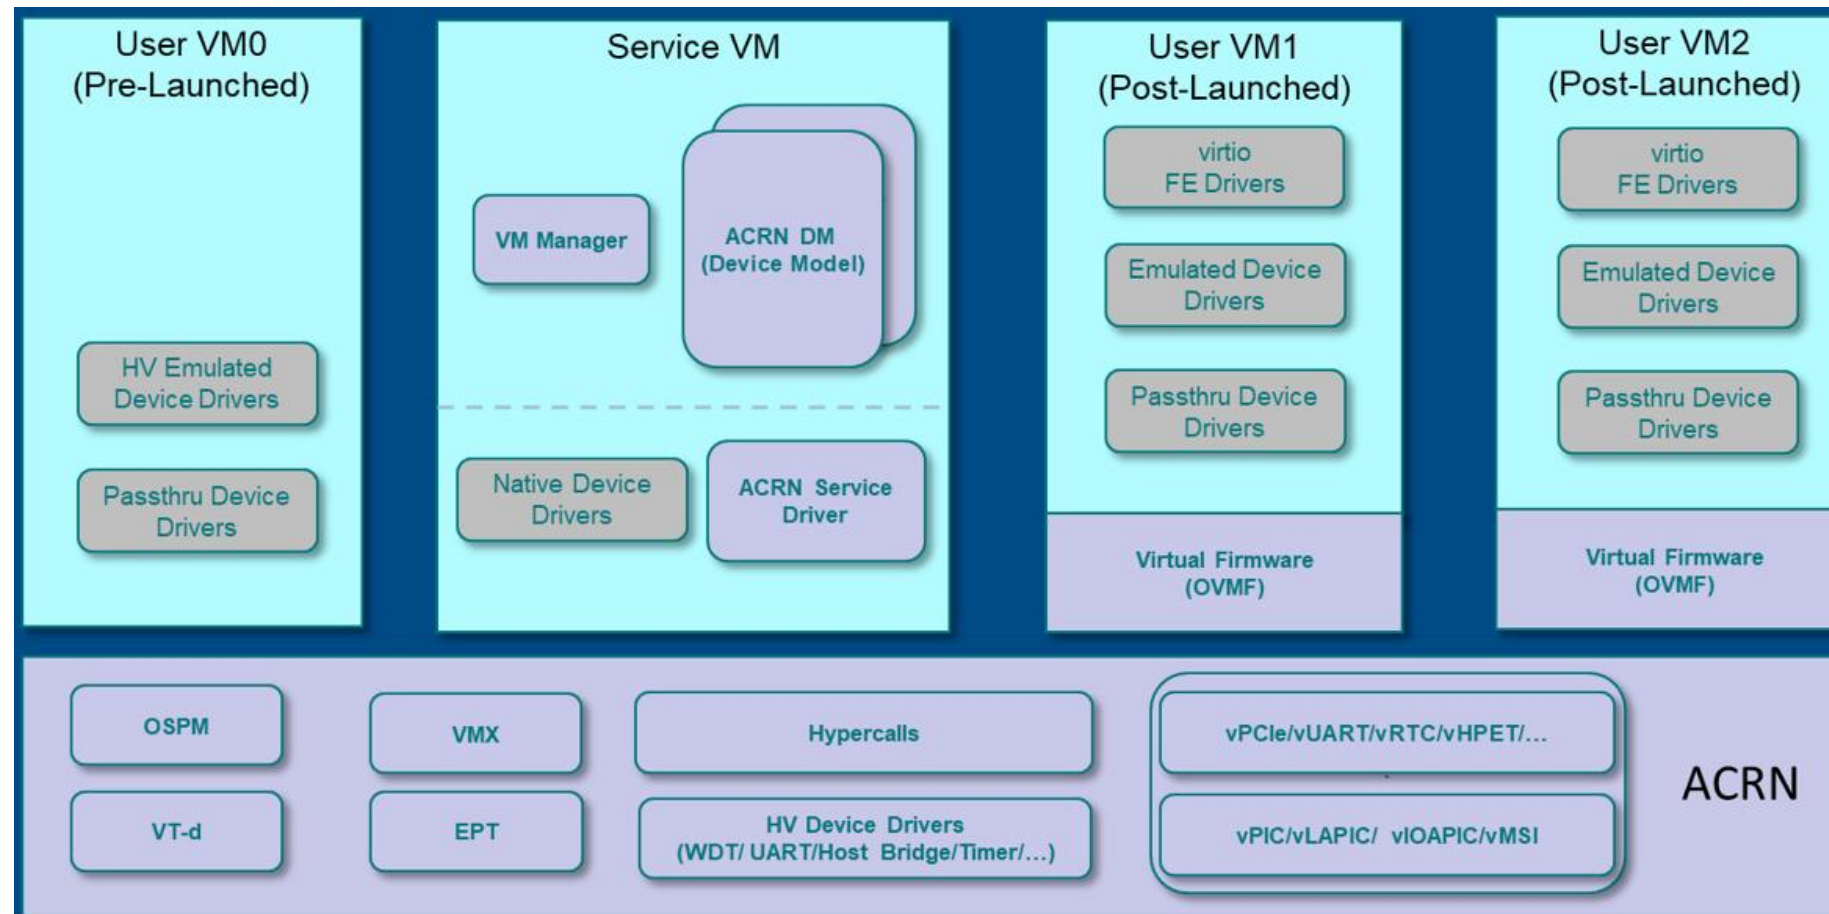 User VM0
(Pre-Launched)
HV Emulated
Device Drivers
Passthru Device
Drivers
Service VM
VM Manager
ACRN DM
(Device Model)
Native Device
Drivers
ACRN Service
Driver
User VM1
(Post-Launched)
virtio
FE Drivers
Emulated Device
Drivers
Passthru Device
Drivers
Virtual Firmware
(OVMF)
User VM2
(Post-Launched)
virtio
FE Drivers
Emulated Device
Drivers
Passthru Device
Drivers
Virtual Firmware
(OVMF)
OSPM
VMX
Hypercalls
vPCIe/vUART/vRTC/vHPET/...
VT-d
EPT
HV Device Drivers
(WDT/ UART/Host Bridge/Timer/...)
vPIC/vLAPIC/ vIOAPIC/vMSI
ACRN